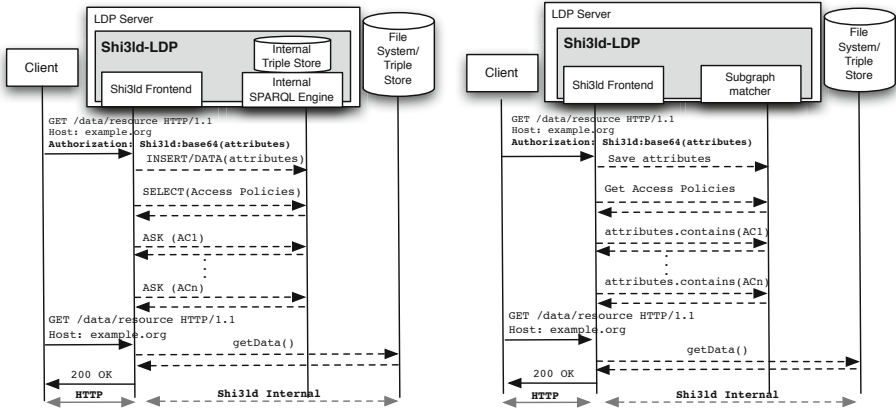 LDP Server
Shi3ld-LDP
Internal
Triple Store
File
System/
Triple
Store
Client
Shi3ld Frontend
Internal
SPARQL Engine
GET /data/resource HTTP/1.1
Host: example.org
Authorization: Shi3ld:base64(attributes)
INSERT/DATA(attributes)
SELECT(Access Policies)
ASK (AC1)
ASK (ACn)
GET /data/resource HTTP/1.1
Host: example.org
getData()
200 OK
HTTP
Shi3ld Internal
LDP Server
Shi3ld-LDP
File
System/
Triple
Store
Client
Shi3ld Frontend
Subgraph
matcher
GET /data/resource HTTP/1.1
Host: example.org
Authorization: Shi3ld:base64(attributes)
Save attributes
Get Access Policies
attributes.contains(AC1)
attributes.contains(ACn)
GET /data/resource HTTP/1.1
Host: example.org
getData()
200 OK
HTTP
Shi3ld Internal